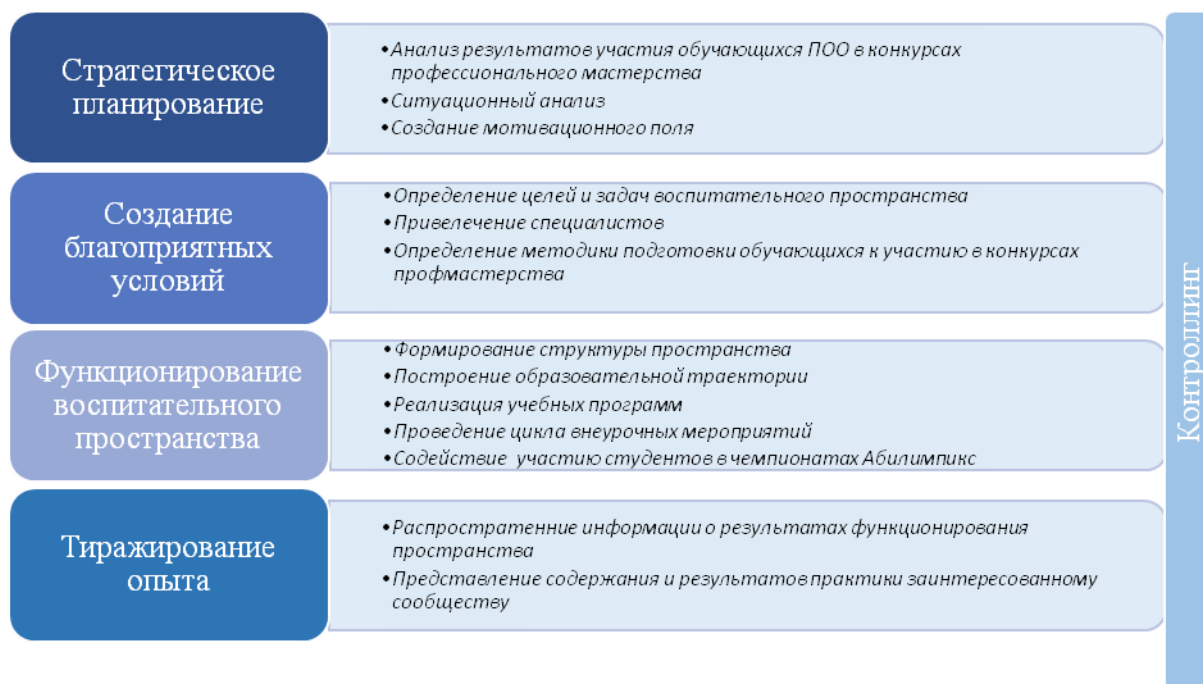 Стратегическое
планирование
•Анализ результатов участия обучающихся ПОО в конкурсах
профессионального мастерства
•Ситуационный анализ
•Создание мотивационного поля
Создание
благоприятных
условий
•Определение целей и задач воспитательного пространства
•Привелечение специалистов
•Определение методики подготовки обучающихся к участию в конкурсах
профмастерства
Функционирование
воспитательного
пространства
•Формирование структуры пространства
•Построение образовательной траектории
•Реализация учебных программ
•Проведение цикла внеурочных мероприятий
•Содействие участию студентов в чемпионатах Абилимпикс
Тиражирование
опыта
•Распростратенние информации о результатах функционирования
пространства
•Представление содержания и результатов практики заинтересованному
сообществу
Контроллинг